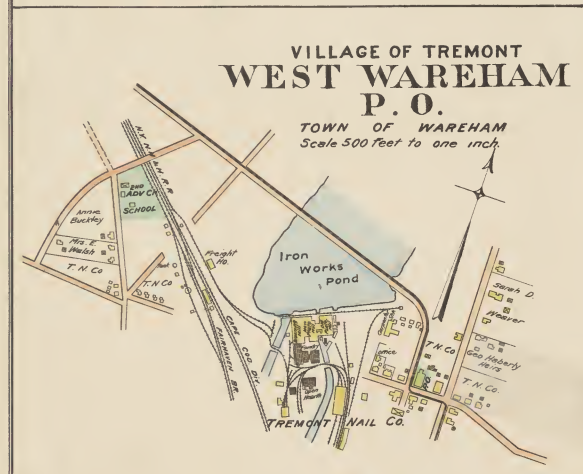 VILLAGE OF TREMONT
WEST WAREHAM
P. O.
TOWN OF WAREHAM
Scale 500 feet to one inch.
N.Y. N.H. & H. R.R.
2ND
ADV. CH.
SCHOOL
Annie
Buckley
Mrs. E.
Walsh
T. N. Co
T. N. Co
Freight
Ho.
Iron
Works
Pond
CAPE COD DIV.
FAIRHAVEN BR.
Office
T. N. Co
P.O.
Sarah D.
Weaver
Geo Haberly
Heirs
T. N. Co.
Open
Hearth
TREMONT NAIL CO.